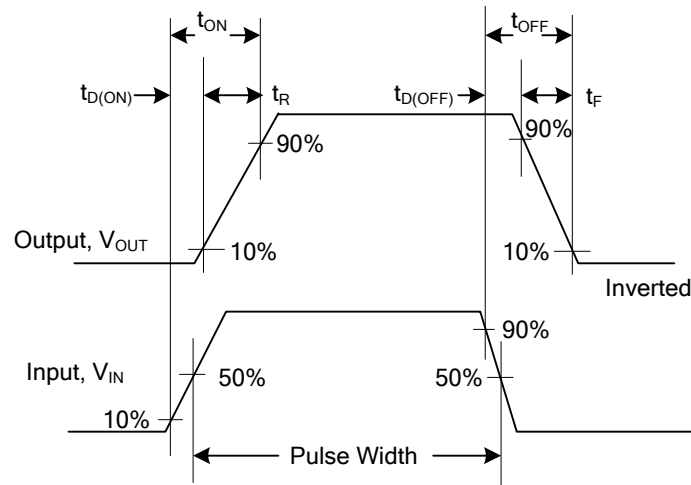 tON
tOFF
tD(ON)
tR
tD(OFF)
tF
90%
90%
Output, VOUT
10%
10%
Inverted
90%
Input, VIN
50%
50%
10%
Pulse Width